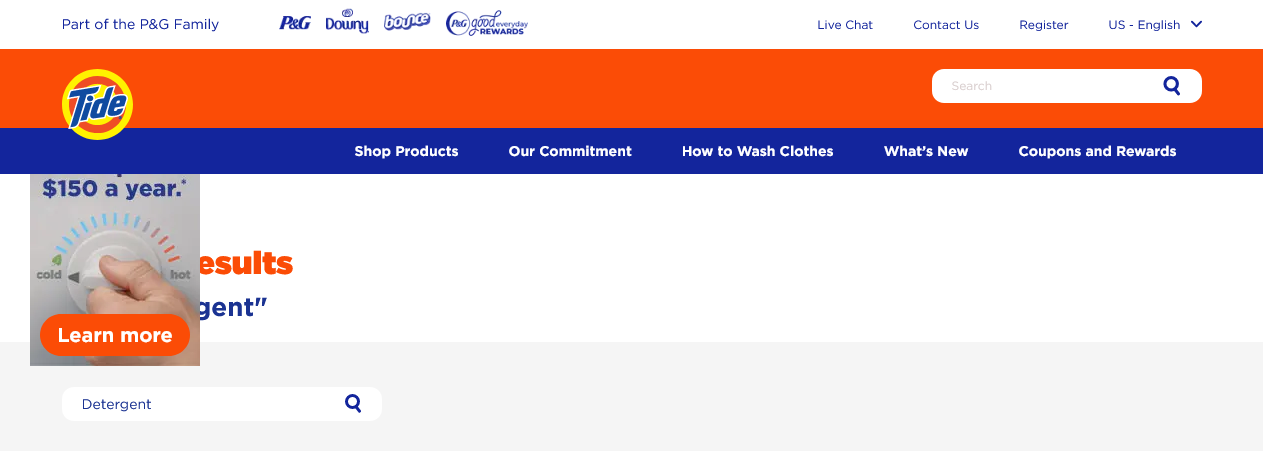 Part of the P&G Family
P&G
Downy
bounce
P&G good everyday
REWARDS
Live Chat
Contact Us
Register
US - English
Tide
Search
Shop Products
Our Commitment
How to Wash Clothes
What's New
Coupons and Rewards
$150 a year.*
cold
hot
esults
gent"
Learn more
Detergent